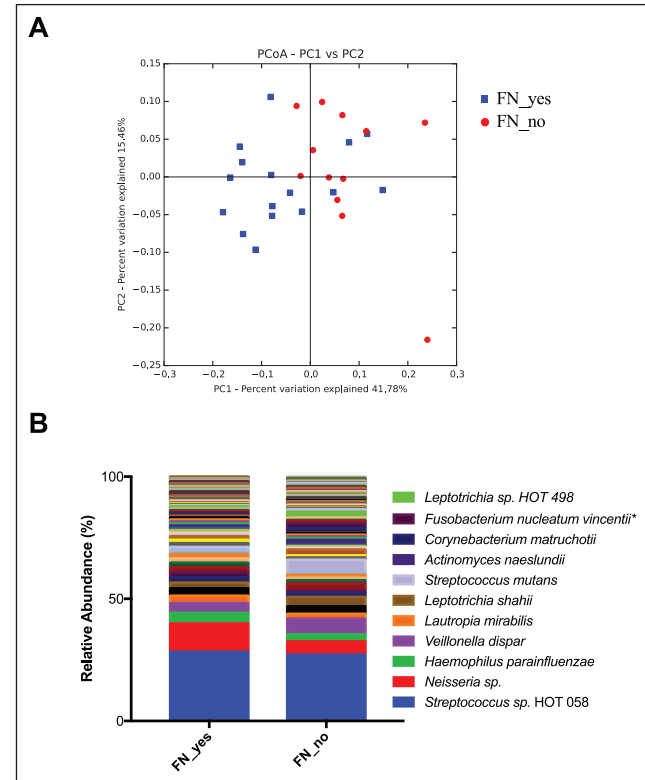 A
PCoA – PC1 vs PC2
0.15
0.10
0.05
0.00
−0.05
−0.10
−0.15
−0.20
−0.25
PC2 – Percent variation explained 15.46%
−0.3 −0.2 −0.1 0.0 0.1 0.2 0.3
PC1 – Percent variation explained 41.78%
FN_yes
FN_no
B
100
50
0
Relative Abundance (%)
FN_yes
FN_no
Leptotrichia sp. HOT 498
Fusobacterium nucleatum vincentii*
Corynebacterium matruchotii
Actinomyces naeslundii
Streptococcus mutans
Leptotrichia shahii
Lautropia mirabilis
Veillonella dispar
Haemophilus parainfluenzae
Neisseria sp.
Streptococcus sp. HOT 058